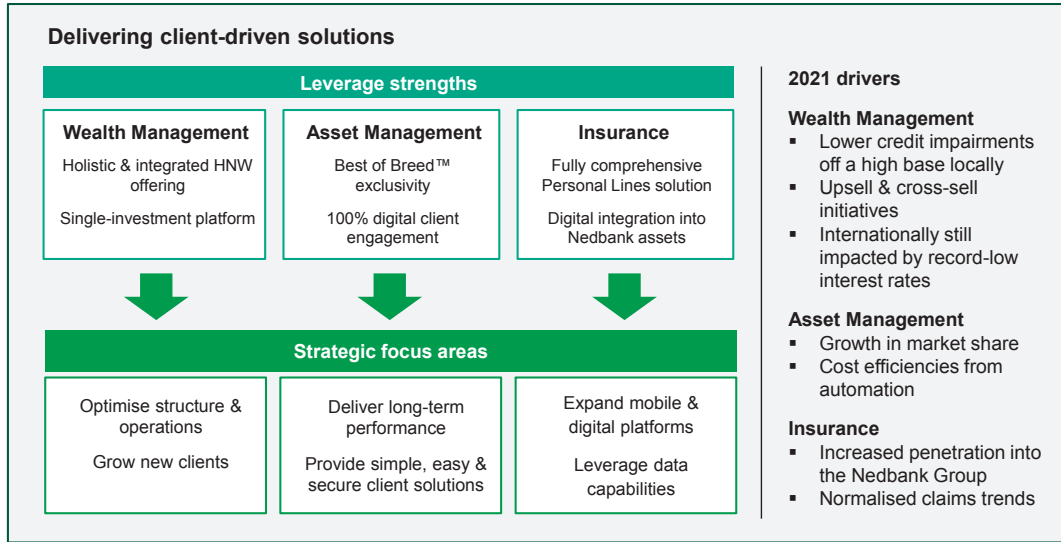 Delivering client-driven solutions
Leverage strengths
Wealth Management
Holistic & integrated HNW
offering
Single-investment platform
Asset Management
Best of Breed™
exclusivity
100% digital client
engagement
Insurance
Fully comprehensive
Personal Lines solution
Digital integration into
Nedbank assets
Strategic focus areas
Optimise structure &
operations
Grow new clients
Deliver long-term
performance
Provide simple, easy &
secure client solutions
Expand mobile &
digital platforms
Leverage data
capabilities
2021 drivers
Wealth Management
▪ Lower credit impairments
off a high base locally
▪ Upsell & cross-sell
initiatives
▪ Internationally still
impacted by record-low
interest rates
Asset Management
▪ Growth in market share
▪ Cost efficiencies from
automation
Insurance
▪ Increased penetration into
the Nedbank Group
▪ Normalised claims trends